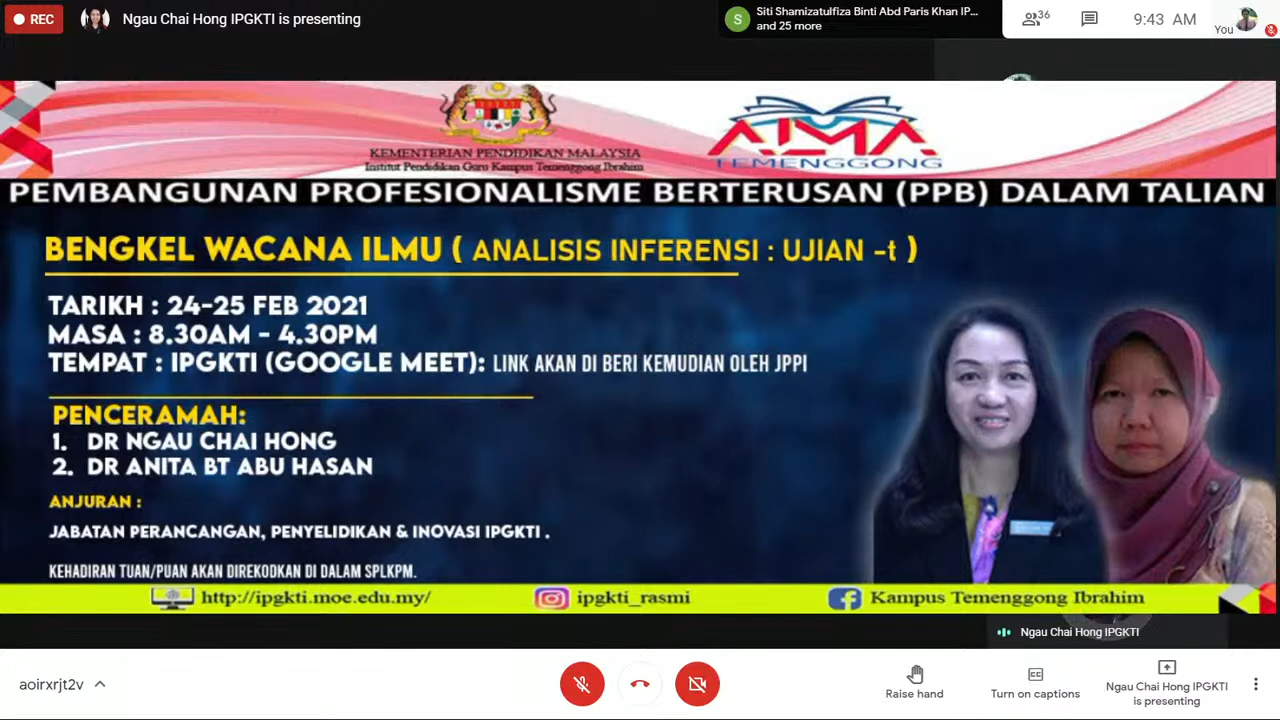 REC
Ngau Chai Hong IPGKTI is presenting
S
Siti Shamizatulfiza Binti Abd Paris Khan IP...
and 25 more
36
9:43 AM
You
KEMENTERIAN PENDIDIKAN MALAYSIA
Institut Pendidikan Guru Kampus Temenggong Ibrahim
AIMA
TEMENGGONG
PEMBANGUNAN PROFESIONALISME BERTERUSAN (PPB) DALAM TALIAN
BENGKEL WACANA ILMU ( ANALISIS INFERENSI : UJIAN -t )
TARIKH : 24-25 FEB 2021
MASA : 8.30AM - 4.30PM
TEMPAT : IPGKTI (GOOGLE MEET): LINK AKAN DI BERI KEMUDIAN OLEH JPPI
PENCERAMAH:
1. DR NGAU CHAI HONG
2. DR ANITA BT ABU HASAN
ANJURAN :
JABATAN PERANCANGAN, PENYELIDIKAN & INOVASI IPGKTI .
KEHADIRAN TUAN/PUAN AKAN DIREKODKAN DI DALAM SPLKPM.
http://ipgkti.moe.edu.my/
ipgkti_rasmi
Kampus Temenggong Ibrahim
Ngau Chai Hong IPGKTI
aoirxrjt2v
Raise hand
CC
Turn on captions
Ngau Chai Hong IPGKTI
is presenting